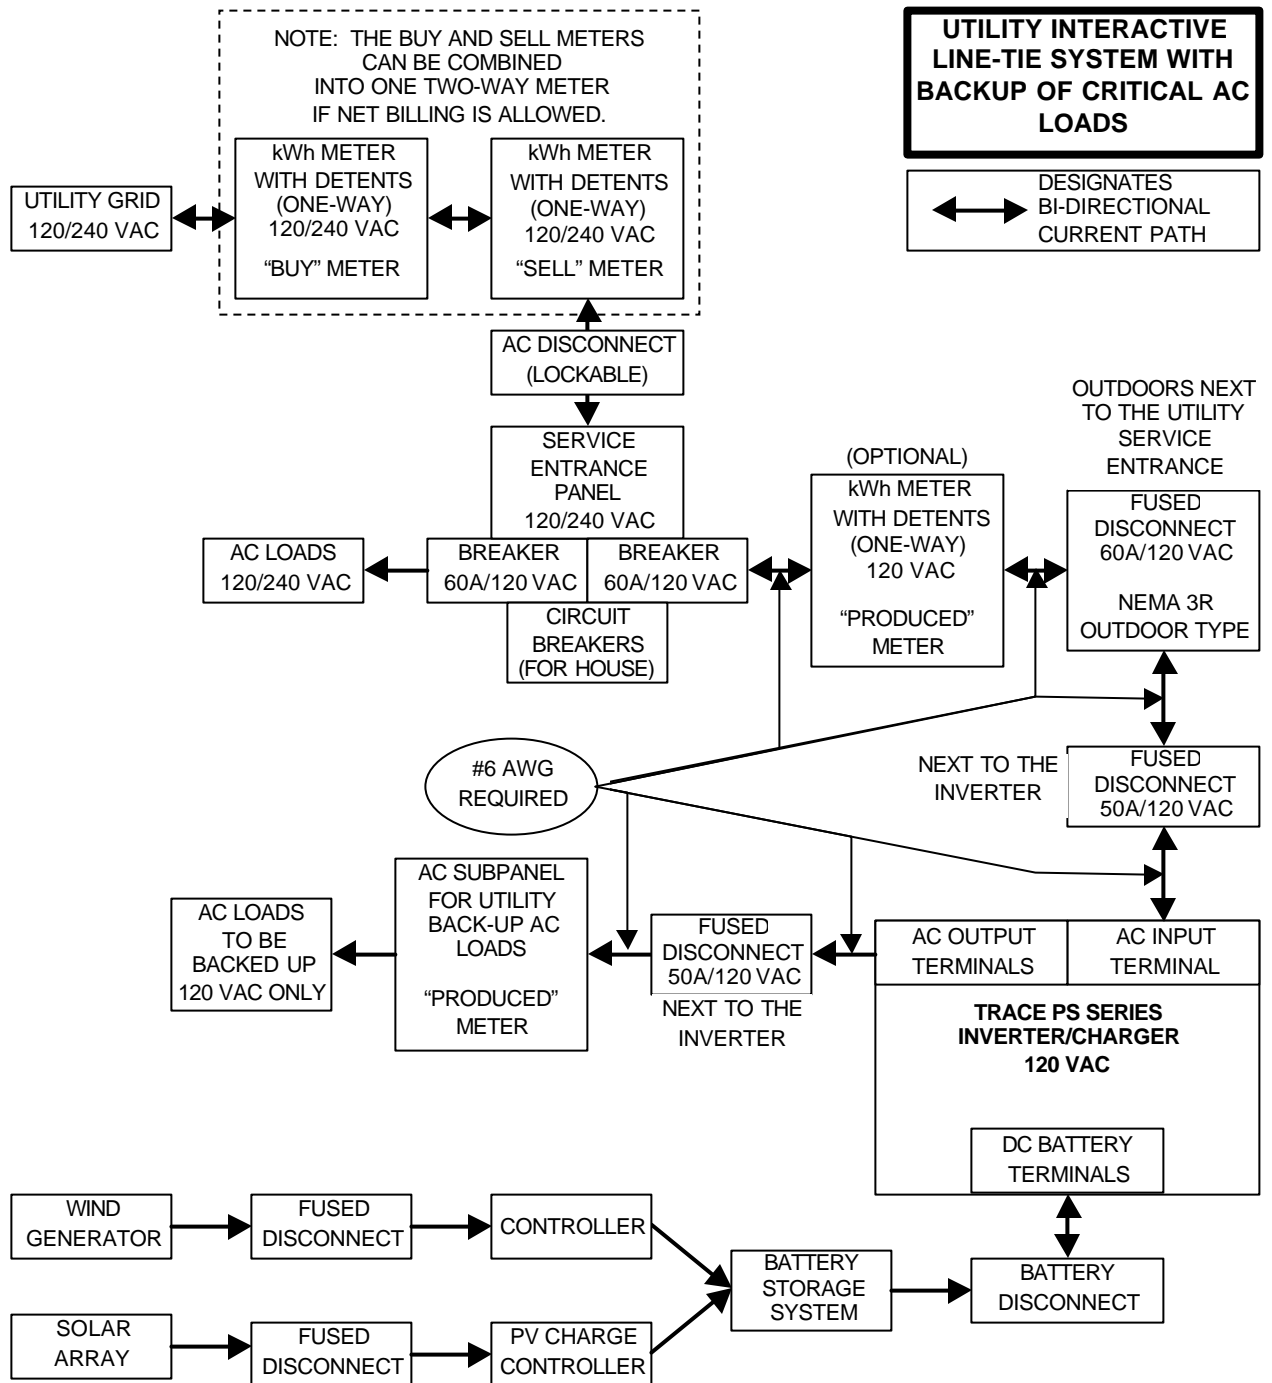 NOTE: THE BUY AND SELL METERS
CAN BE COMBINED
INTO ONE TWO-WAY METER
IF NET BILLING IS ALLOWED.
UTILITY INTERACTIVE
LINE-TIE SYSTEM WITH
BACKUP OF CRITICAL AC
LOADS
DESIGNATES
BI-DIRECTIONAL
CURRENT PATH
UTILITY GRID
120/240 VAC
kWh METER
WITH DETENTS
(ONE-WAY)
120/240 VAC
“BUY” METER
kWh METER
WITH DETENTS
(ONE-WAY)
120/240 VAC
“SELL” METER
AC DISCONNECT
(LOCKABLE)
SERVICE
ENTRANCE
PANEL
120/240 VAC
AC LOADS
120/240 VAC
BREAKER
60A/120 VAC
BREAKER
60A/120 VAC
CIRCUIT
BREAKERS
(FOR HOUSE)
(OPTIONAL)
kWh METER
WITH DETENTS
(ONE-WAY)
120 VAC
“PRODUCED”
METER
OUTDOORS NEXT
TO THE UTILITY
SERVICE
ENTRANCE
FUSED
DISCONNECT
60A/120 VAC
NEMA 3R
OUTDOOR TYPE
#6 AWG
REQUIRED
NEXT TO THE
INVERTER
FUSED
DISCONNECT
50A/120 VAC
AC LOADS
TO BE
BACKED UP
120 VAC ONLY
AC SUBPANEL
FOR UTILITY
BACK-UP AC
LOADS
“PRODUCED”
METER
FUSED
DISCONNECT
50A/120 VAC
NEXT TO THE
INVERTER
AC OUTPUT
TERMINALS
AC INPUT
TERMINAL
TRACE PS SERIES
INVERTER/CHARGER
120 VAC
DC BATTERY
TERMINALS
WIND
GENERATOR
FUSED
DISCONNECT
CONTROLLER
BATTERY
STORAGE
SYSTEM
BATTERY
DISCONNECT
SOLAR
ARRAY
FUSED
DISCONNECT
PV CHARGE
CONTROLLER